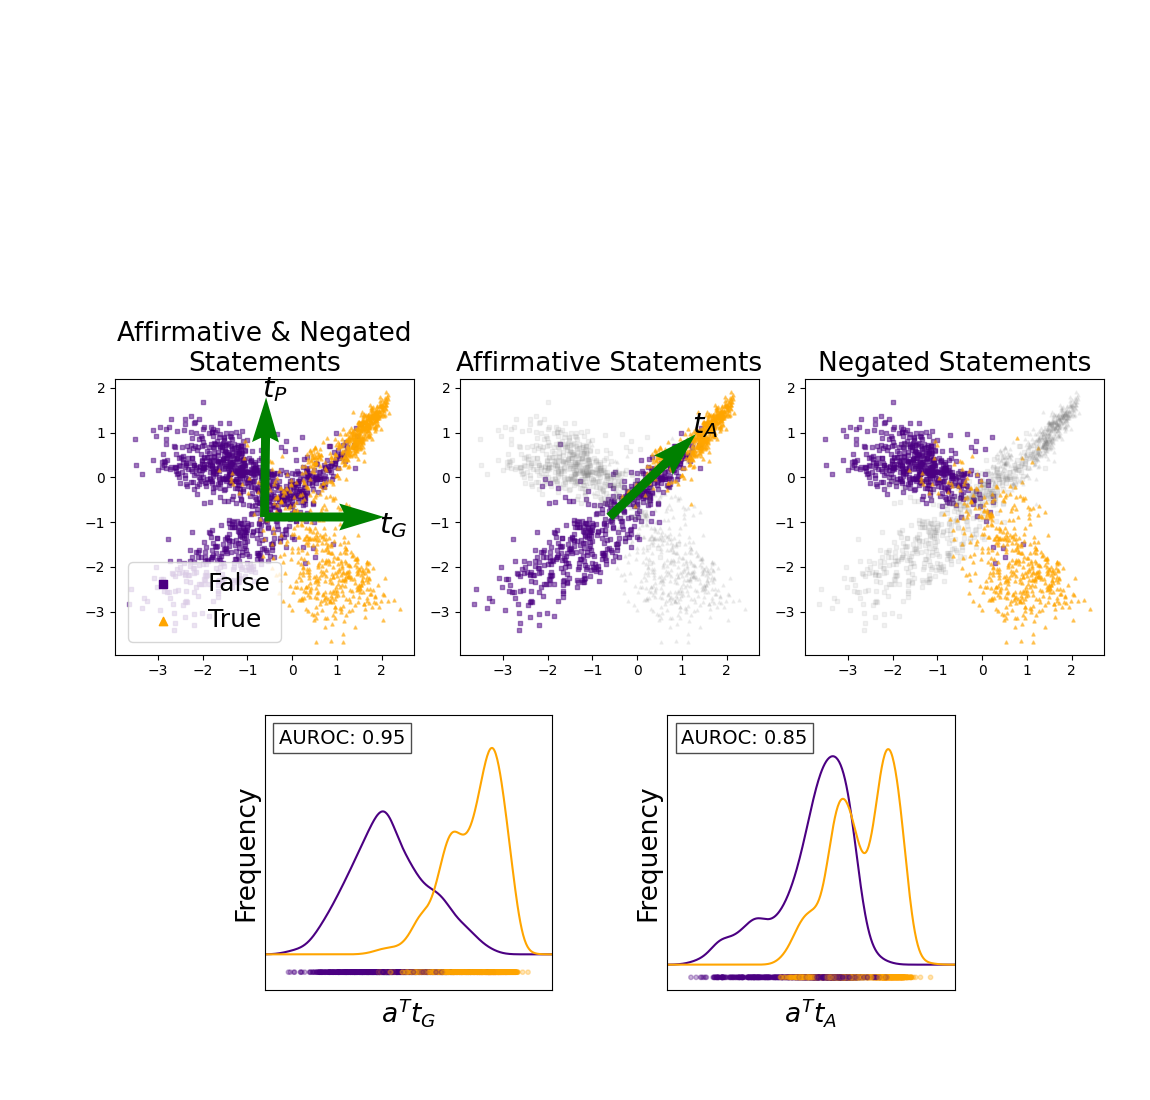 Affirmative & Negated
Statements
Affirmative Statements
Negated Statements
t_P
t_G
False
True
2
1
0
−1
−2
−3
−3 −2 −1 0 1 2
t_A
2
1
0
−1
−2
−3
−3 −2 −1 0 1 2
2
1
0
−1
−2
−3
−3 −2 −1 0 1 2
AUROC: 0.95
Frequency
a^T t_G
AUROC: 0.85
Frequency
a^T t_A